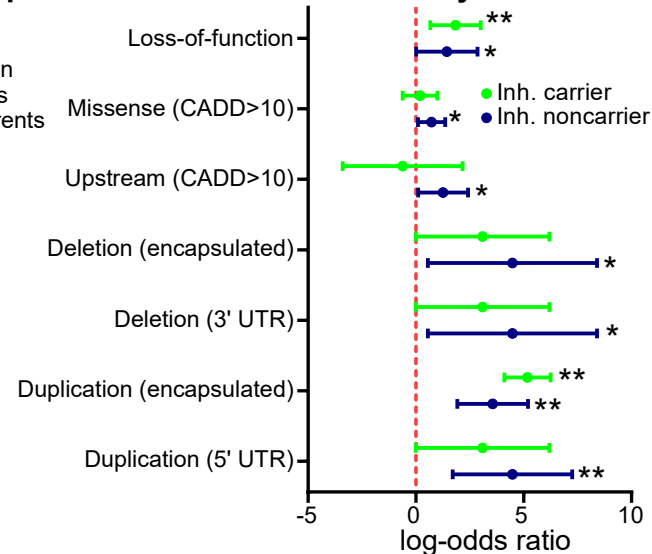 Loss-of-function
**
*
Missense (CADD>10)
*
Inh. carrier
Inh. noncarrier
Upstream (CADD>10)
*
Deletion (encapsulated)
*
Deletion (3' UTR)
*
Duplication (encapsulated)
**
**
Duplication (5' UTR)
**
-5 0 5 10
log-odds ratio